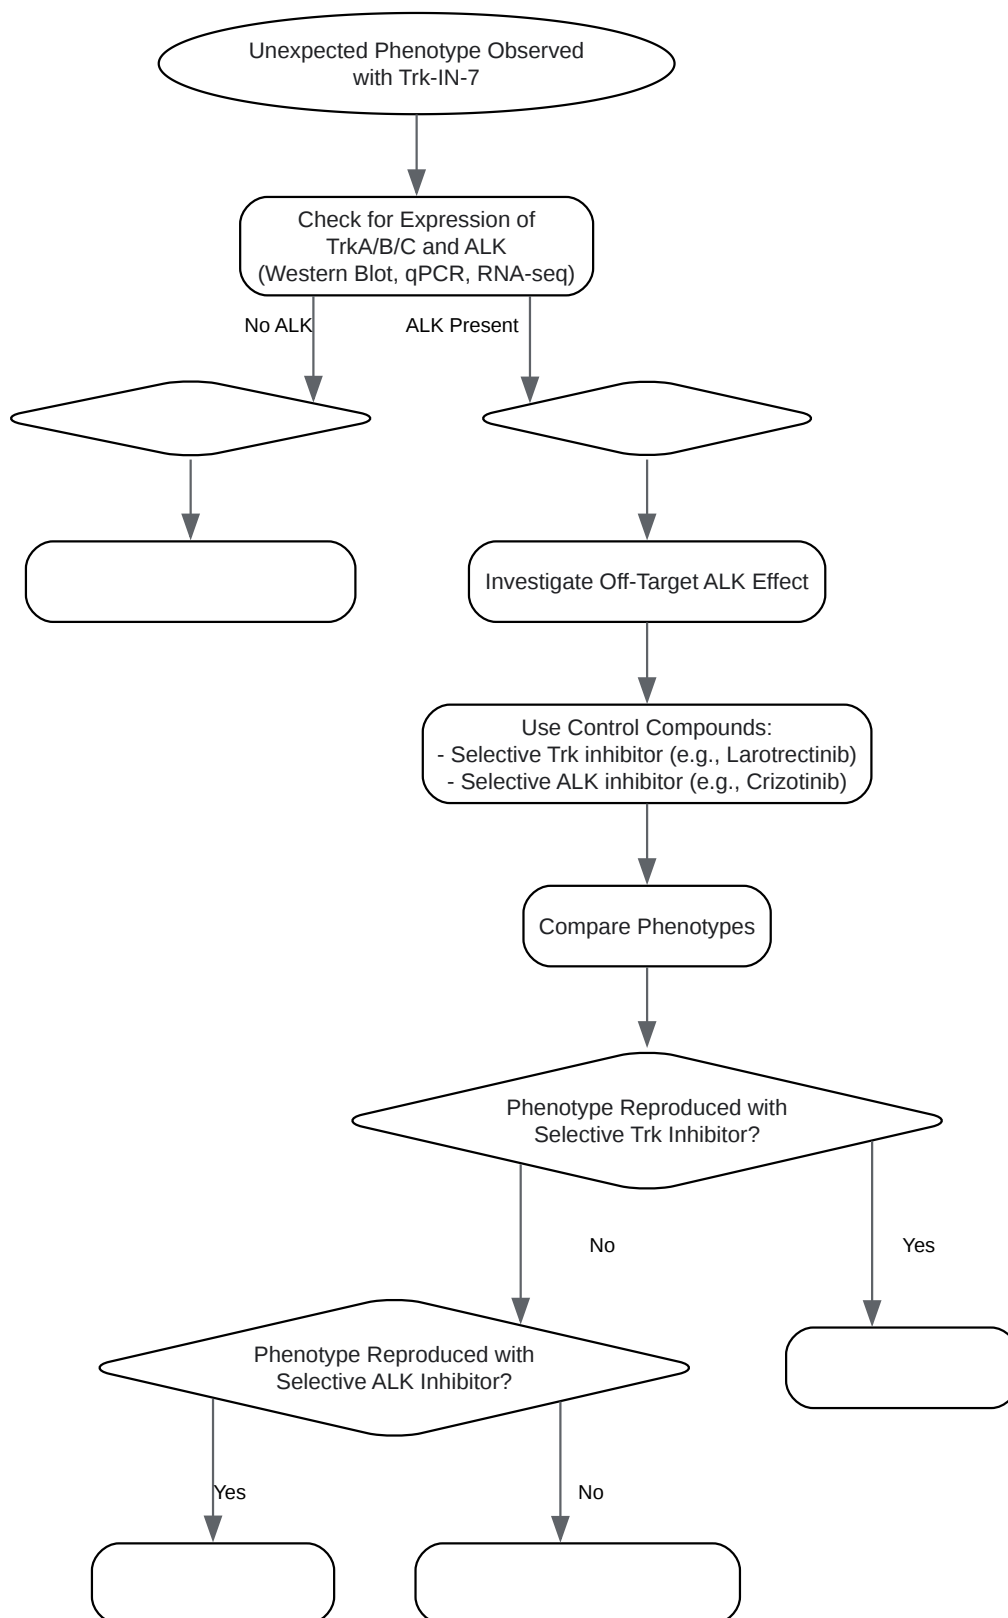 Unexpected Phenotype Observed
with Trk-IN-7
Check for Expression of
TrkA/B/C and ALK
(Western Blot, qPCR, RNA-seq)
No ALK
ALK Present
Investigate Off-Target ALK Effect
Use Control Compounds:
- Selective Trk inhibitor (e.g., Larotrectinib)
- Selective ALK inhibitor (e.g., Crizotinib)
Compare Phenotypes
Phenotype Reproduced with
Selective Trk Inhibitor?
No
Yes
Phenotype Reproduced with
Selective ALK Inhibitor?
Yes
No